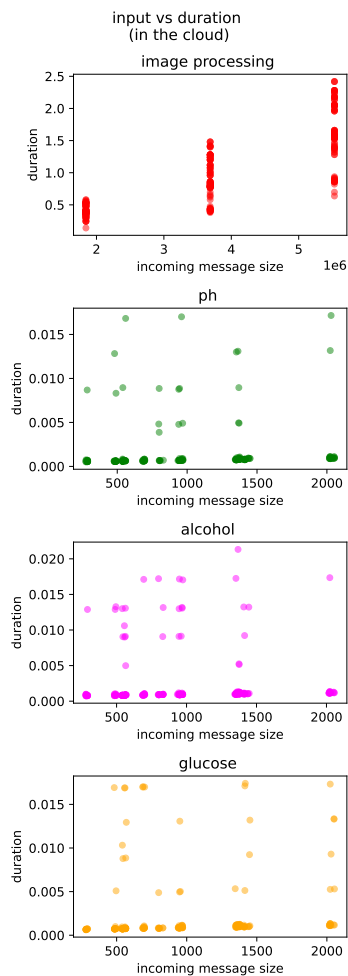 input vs duration
(in the cloud)
image processing
2.5
2.0
1.5
1.0
0.5
duration
2
3
4
5
1e6
incoming message size
ph
0.015
0.010
0.005
0.000
duration
500
1000
1500
2000
incoming message size
alcohol
0.020
0.015
0.010
0.005
0.000
duration
500
1000
1500
2000
incoming message size
glucose
0.015
0.010
0.005
0.000
duration
500
1000
1500
2000
incoming message size